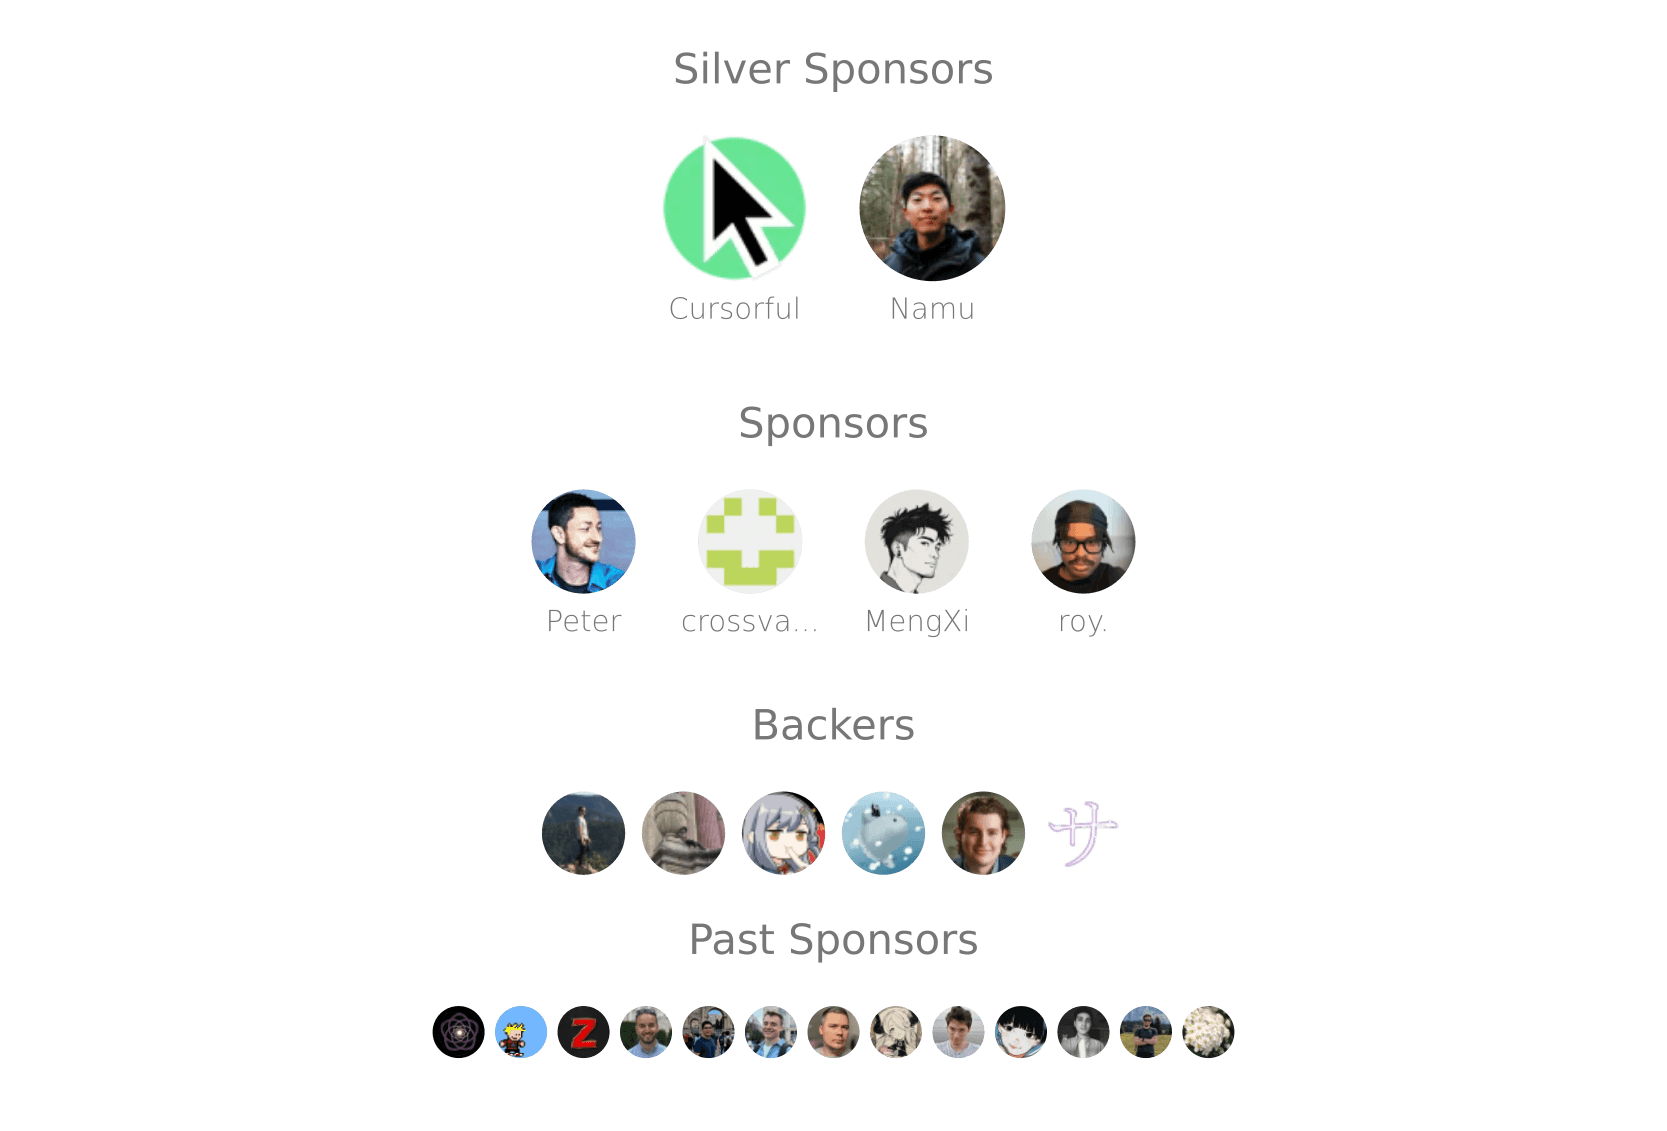 Silver Sponsors
Cursorful
Namu
Sponsors
Peter
crossva...
MengXi
roy.
Backers
サ
Past Sponsors
Z